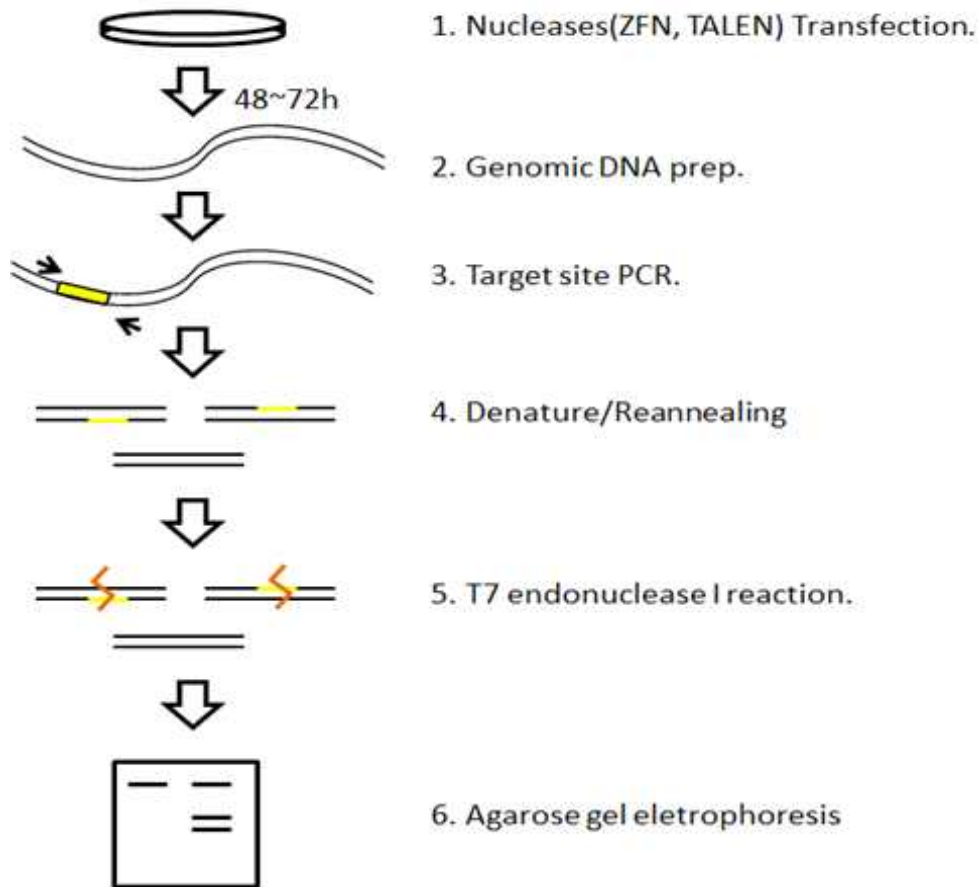 1. Nucleases(ZFN, TALEN) Transfection.
48~72h
2. Genomic DNA prep.
3. Target site PCR.
4. Denature/Reannealing
5. T7 endonuclease I reaction.
6. Agarose gel eletrophoresis